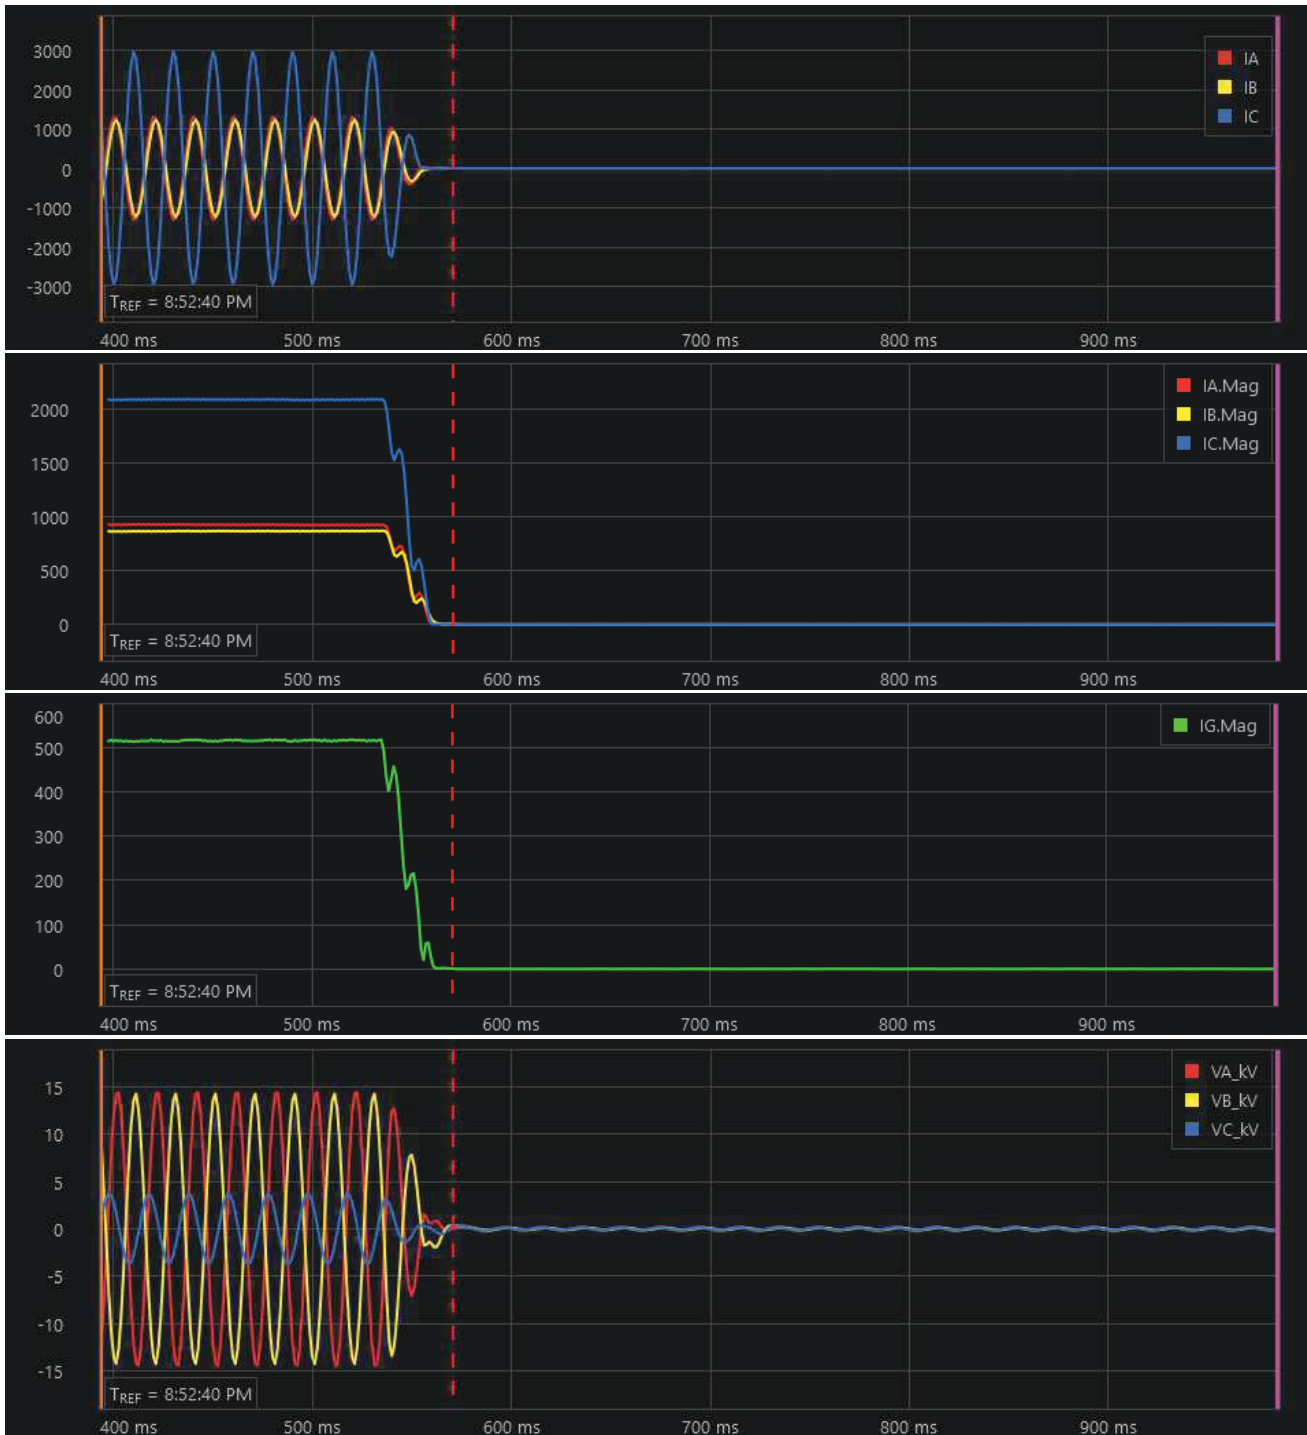 3000
2000
1000
0
-1000
-2000
-3000
IA
IB
IC
TREF = 8:52:40 PM
400 ms
500 ms
600 ms
700 ms
800 ms
900 ms
2000
1500
1000
500
0
IA.Mag
IB.Mag
IC.Mag
TREF = 8:52:40 PM
400 ms
500 ms
600 ms
700 ms
800 ms
900 ms
600
500
400
300
200
100
0
IG.Mag
TREF = 8:52:40 PM
400 ms
500 ms
600 ms
700 ms
800 ms
900 ms
15
10
5
0
-5
-10
-15
VA_kV
VB_kV
VC_kV
TREF = 8:52:40 PM
400 ms
500 ms
600 ms
700 ms
800 ms
900 ms